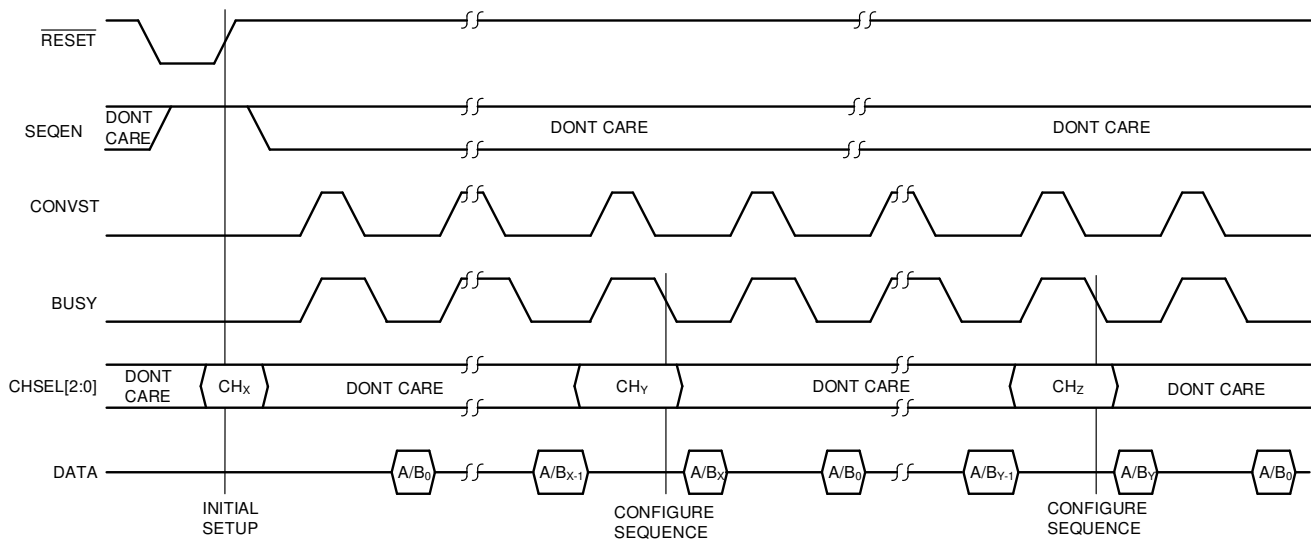 RESET
SEQEN
DONT
CARE
DONT CARE
DONT CARE
CONVST
BUSY
CHSEL[2:0]
DONT
CARE
CHX
DONT CARE
CHY
DONT CARE
CHZ
DONT CARE
DATA
A/B0
A/BX-1
A/BX
A/B0
A/BY-1
A/BY
A/B0
INITIAL
SETUP
CONFIGURE
SEQUENCE
CONFIGURE
SEQUENCE